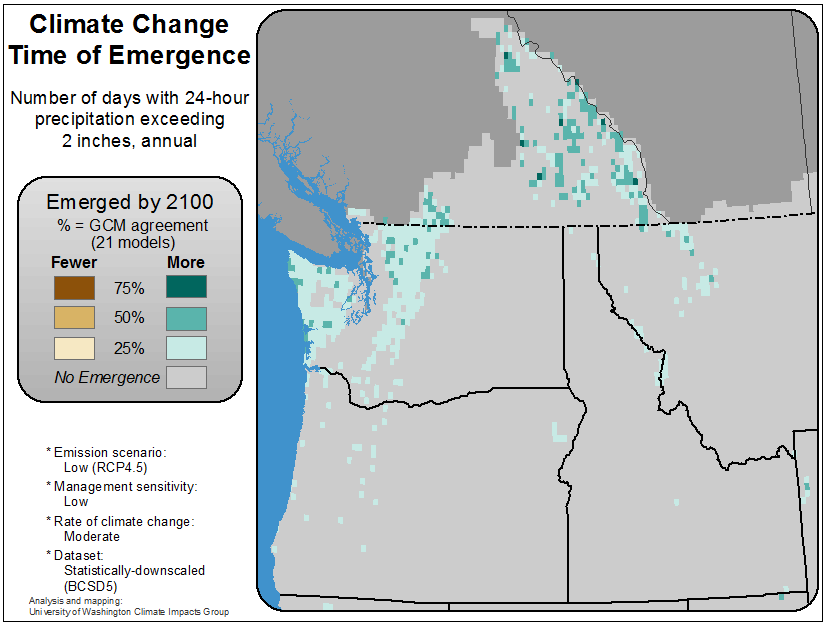 Climate Change
Time of Emergence
Number of days with 24-hour
precipitation exceeding
2 inches, annual
Emerged by 2100
% = GCM agreement
(21 models)
Fewer More
75%
50%
25%
No Emergence
* Emission scenario:
Low (RCP4.5)
* Management sensitivity:
Low
* Rate of climate change:
Moderate
* Dataset:
Statistically-downscaled
(BCSD5)
Analysis and mapping:
University of Washington Climate Impacts Group